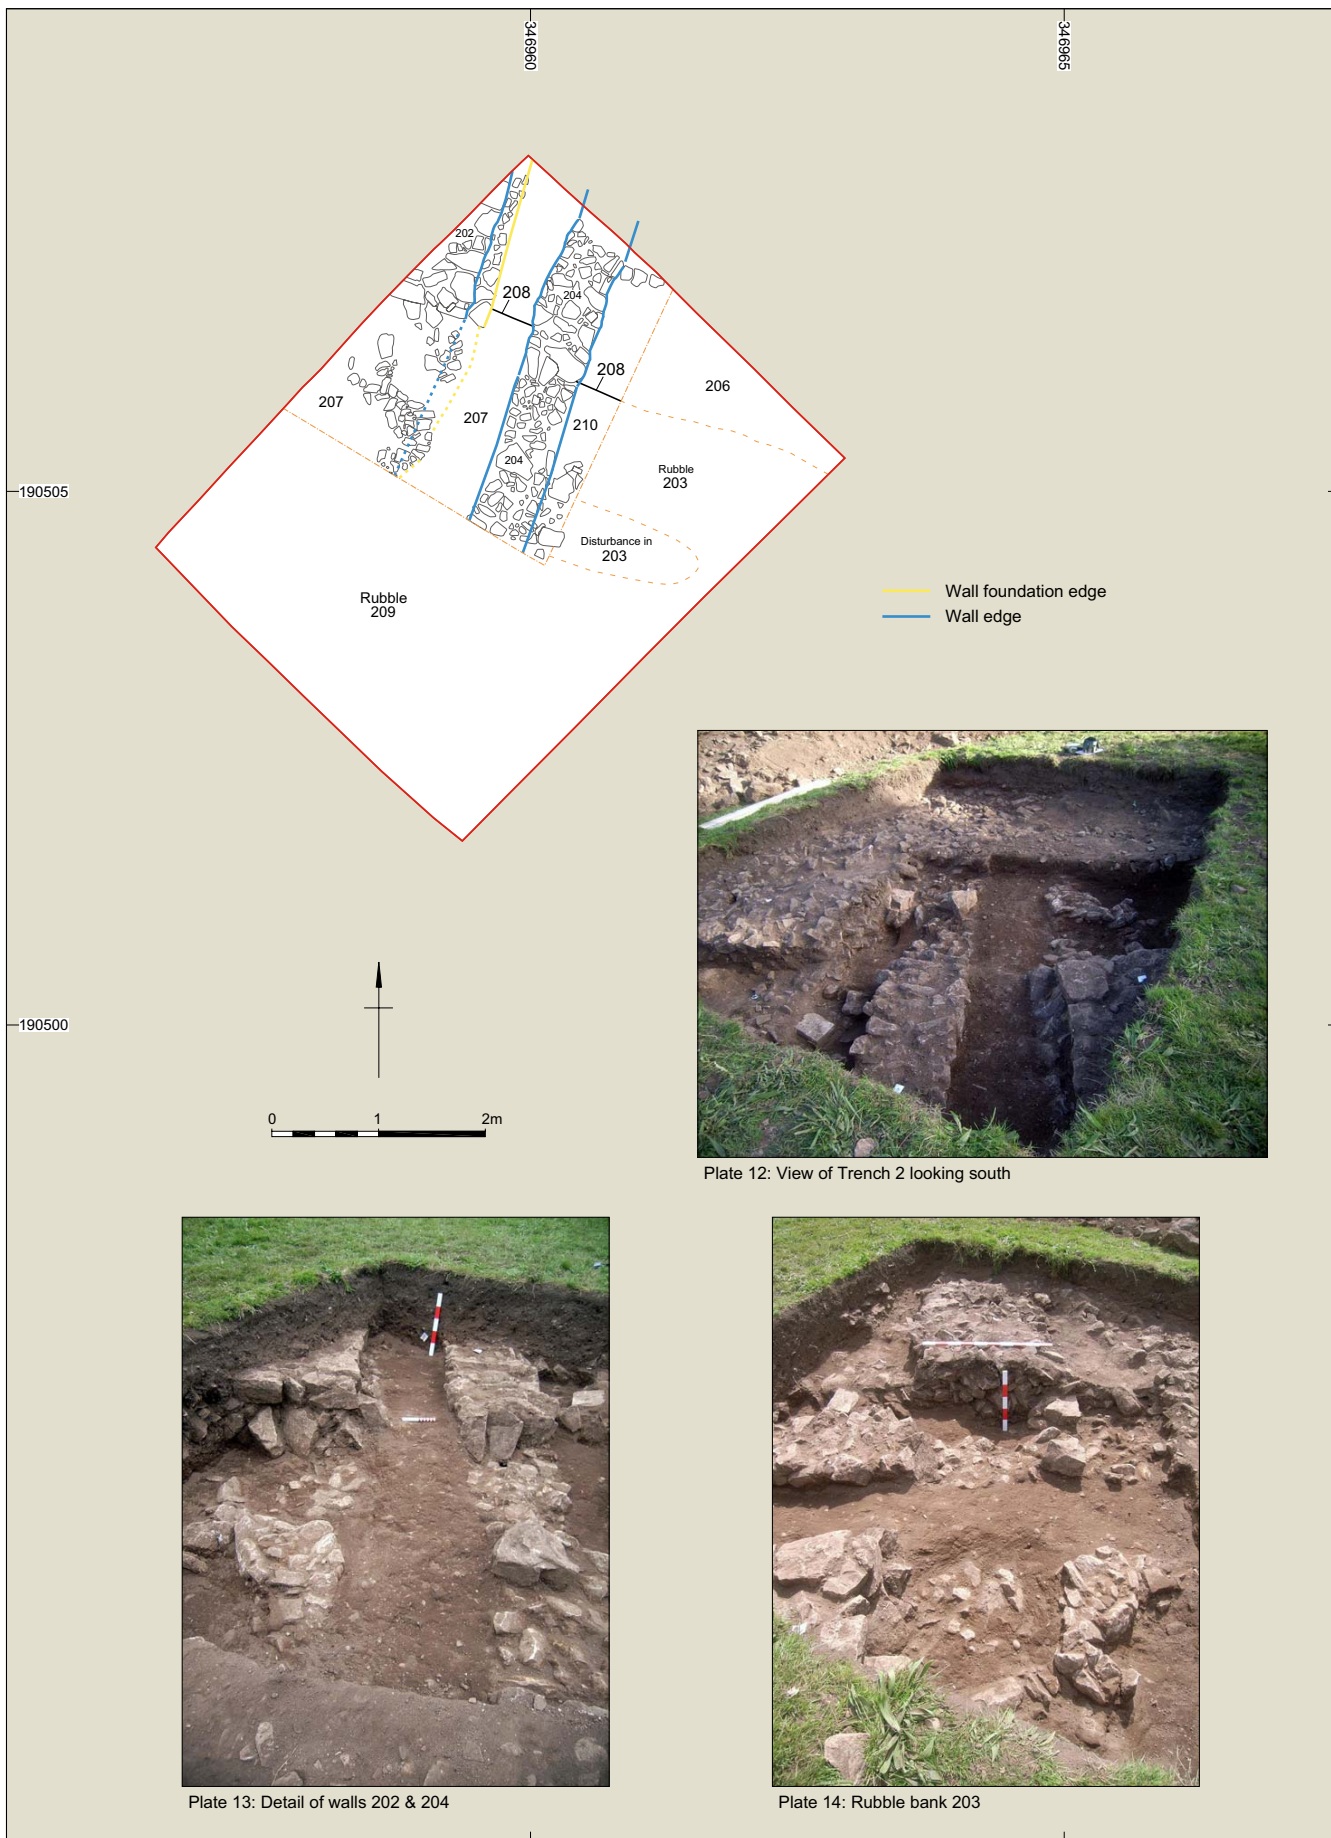 346960
346965
202
208
204
208
206
207
207
210
204
Rubble
203
190505
Disturbance in
203
Rubble
209
Wall foundation edge
Wall edge
190500
0 1 2m
Plate 12: View of Trench 2 looking south
Plate 13: Detail of walls 202 & 204
Plate 14: Rubble bank 203